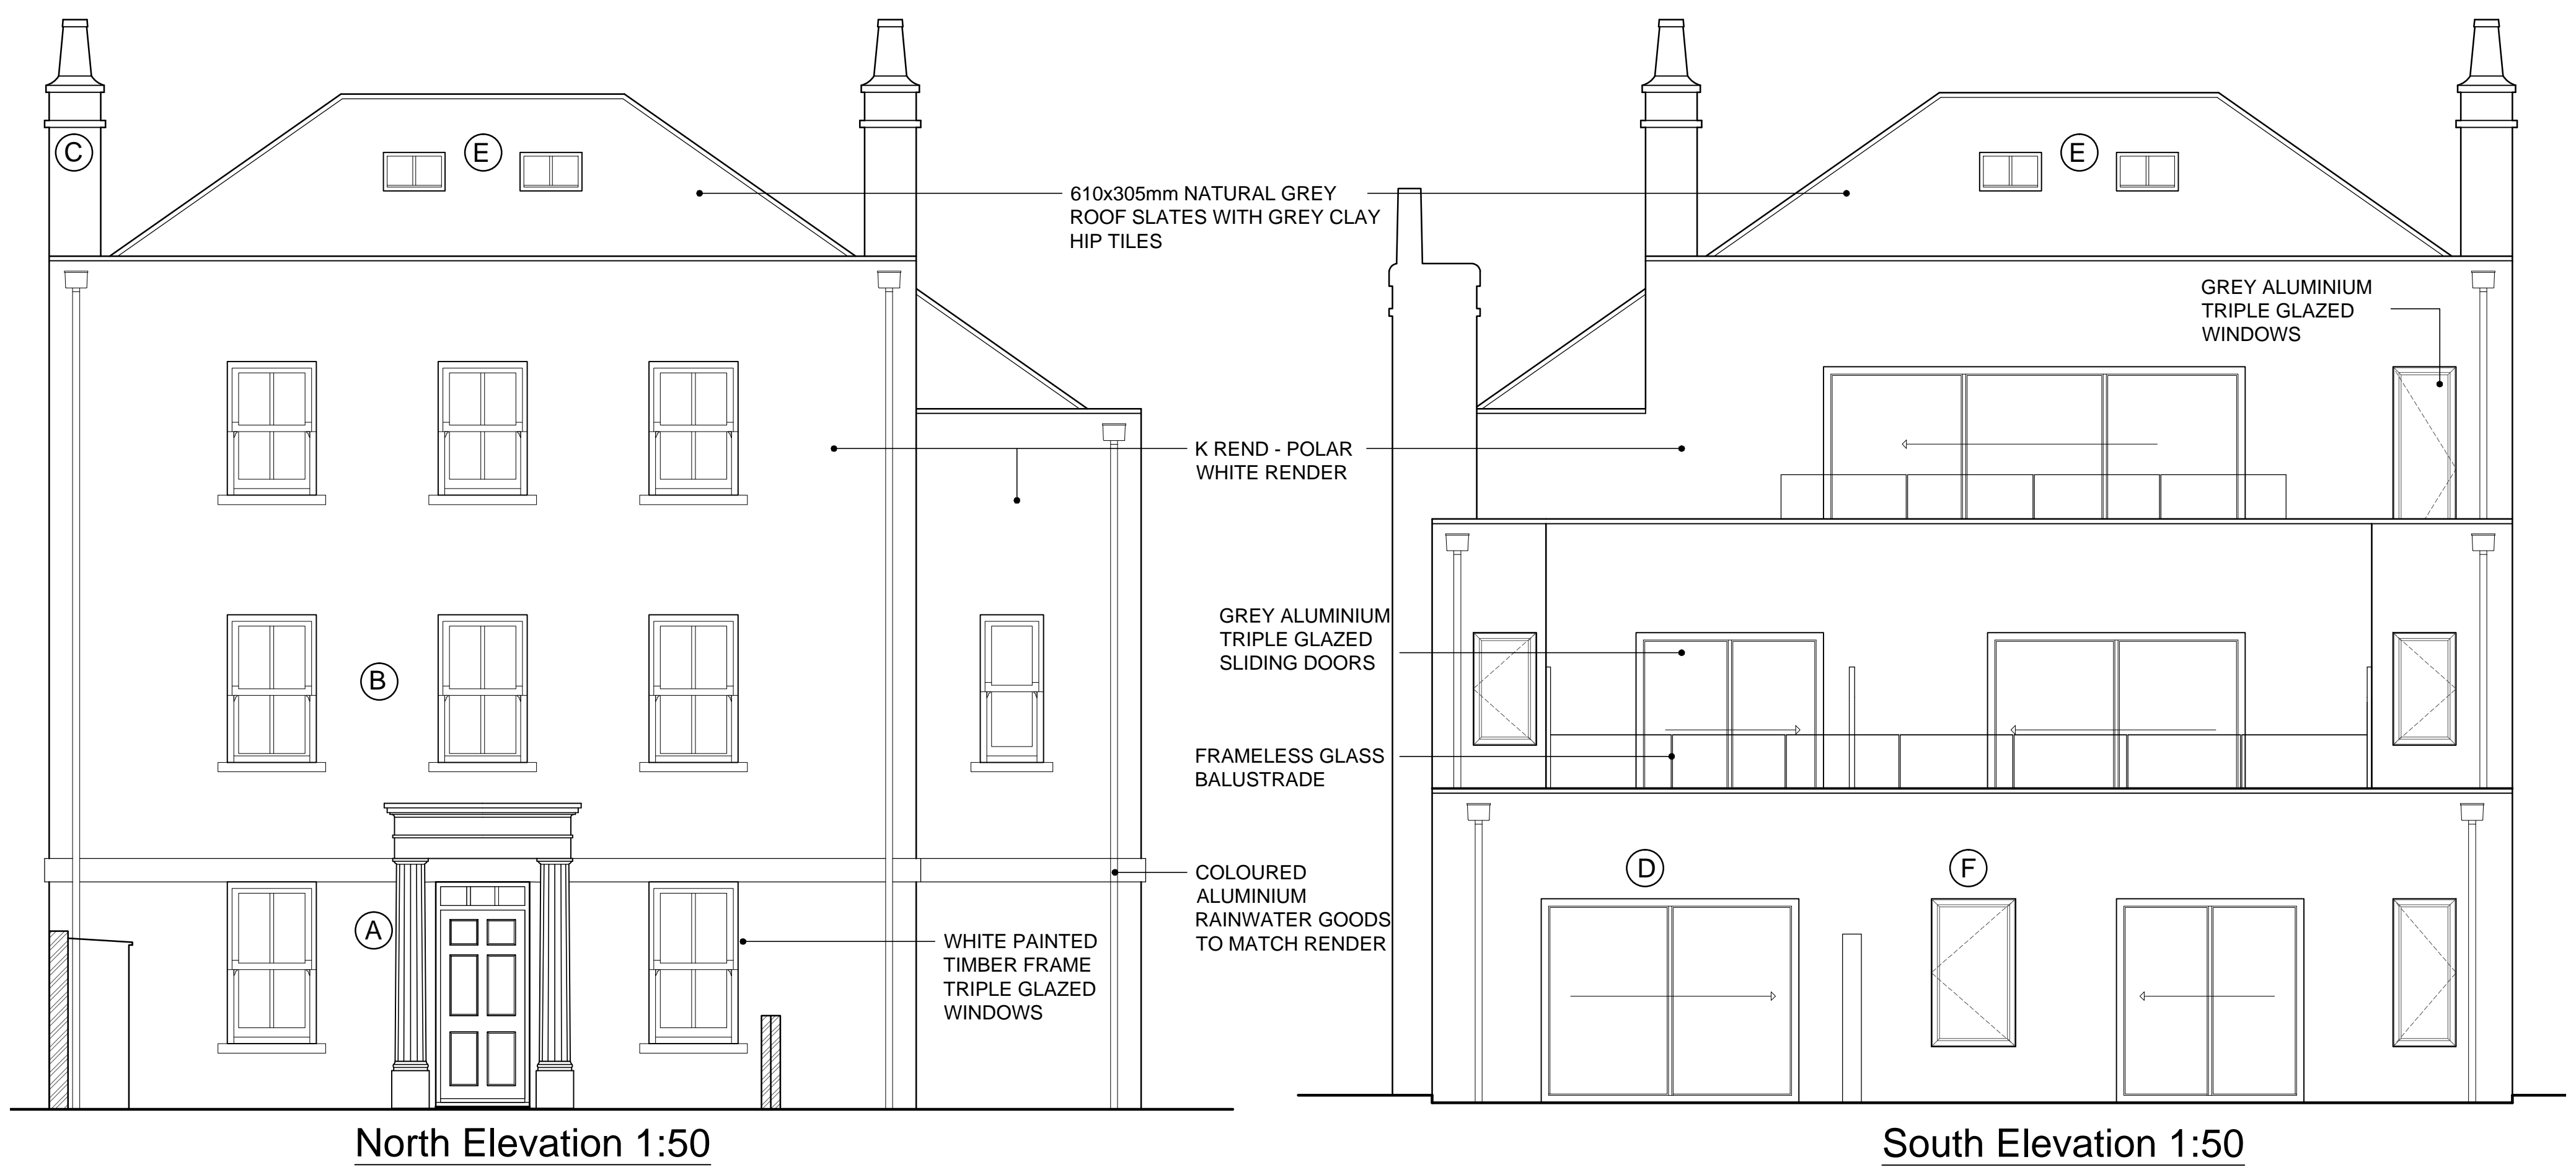 C
E
610x305mm NATURAL GREY
ROOF SLATES WITH GREY CLAY
HIP TILES
E
GREY ALUMINIUM
TRIPLE GLAZED
WINDOWS
K REND - POLAR
WHITE RENDER
GREY ALUMINIUM
TRIPLE GLAZED
SLIDING DOORS
B
FRAMELESS GLASS
BALUSTRADE
COLOURED
ALUMINIUM
RAINWATER GOODS
TO MATCH RENDER
D
F
A
WHITE PAINTED
TIMBER FRAME
TRIPLE GLAZED
WINDOWS
North Elevation 1:50
South Elevation 1:50